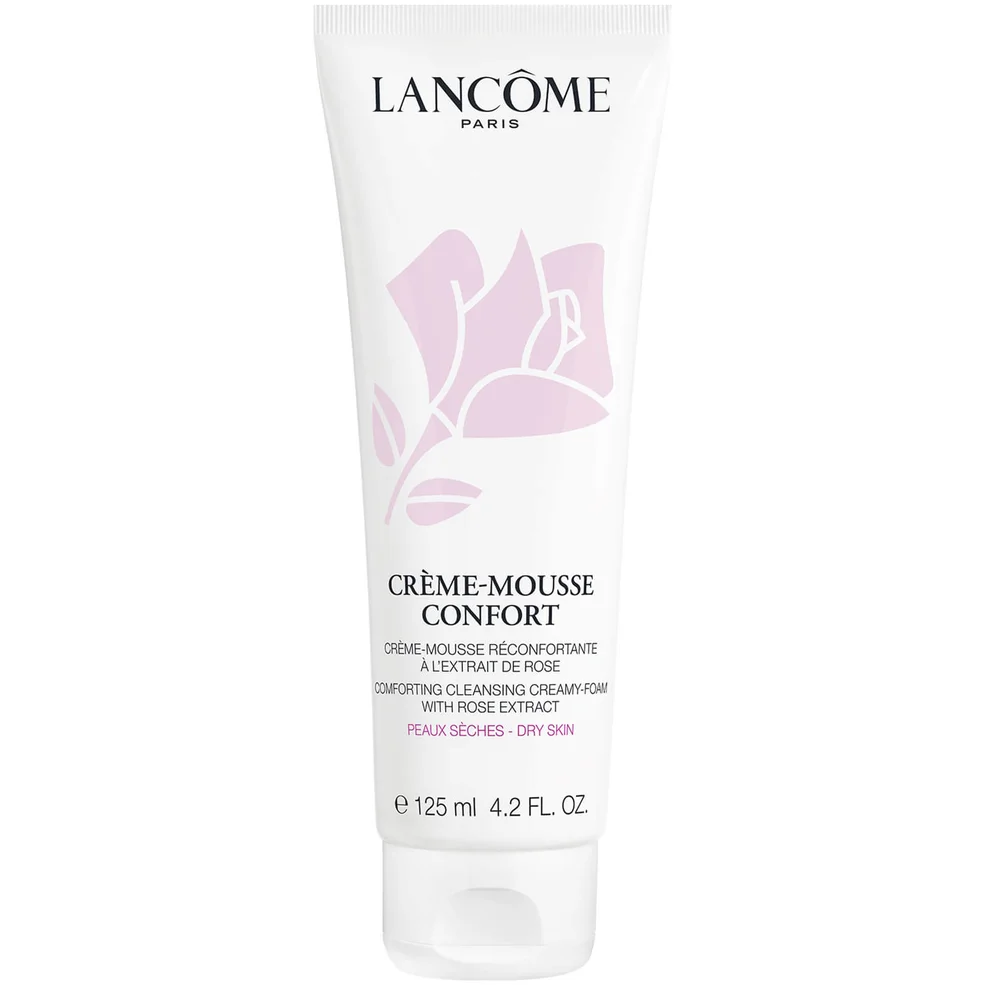 LANCÔME
PARIS
CRÈME-MOUSSE
CONFORT
CRÈME-MOUSSE RÉCONFORTANTE
À L'EXTRAIT DE ROSE
COMFORTING CLEANSING CREAMY-FOAM
WITH ROSE EXTRACT
PEAUX SÈCHES - DRY SKIN
℮ 125 ml 4.2 FL. OZ.